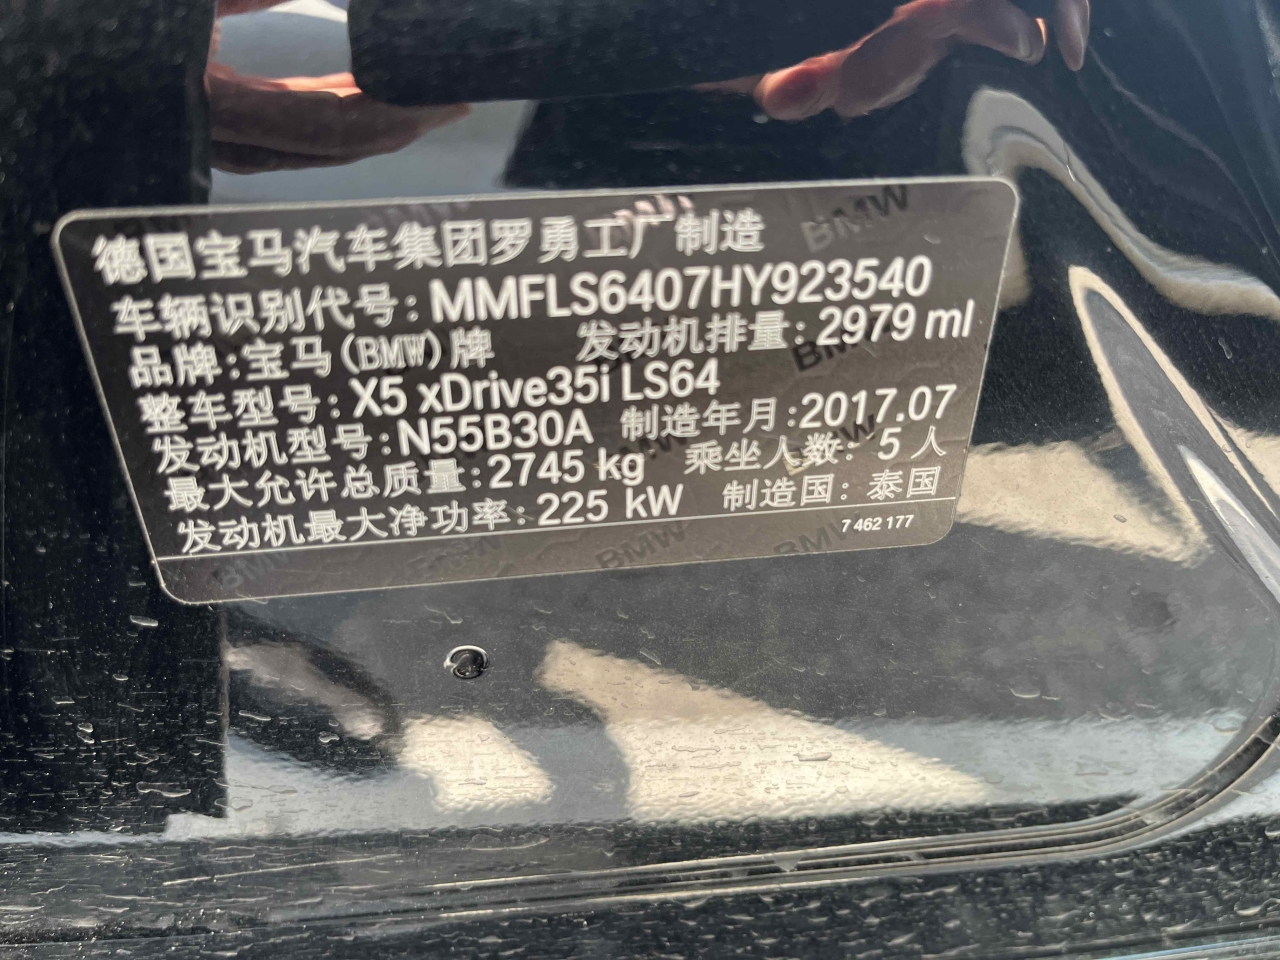 德国宝马汽车集团罗勇工厂制造
车辆识别代号: MMFLS6407HY923540
品牌:宝马(BMW)牌 发动机排量: 2979 ml
整车型号: X5 xDrive35i LS64
发动机型号: N55B30A 制造年月:2017.07
最大允许总质量: 2745 kg 乘坐人数: 5 人
发动机最大净功率: 225 kW 制造国: 泰国
7 462 177